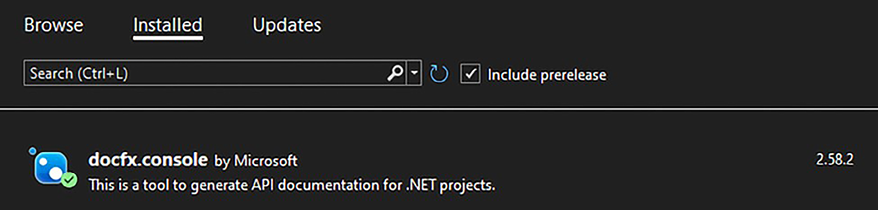 Browse Installed Updates
Search (Ctrl+L) Include prerelease
docfx.console by Microsoft 2.58.2
This is a tool to generate API documentation for .NET projects.